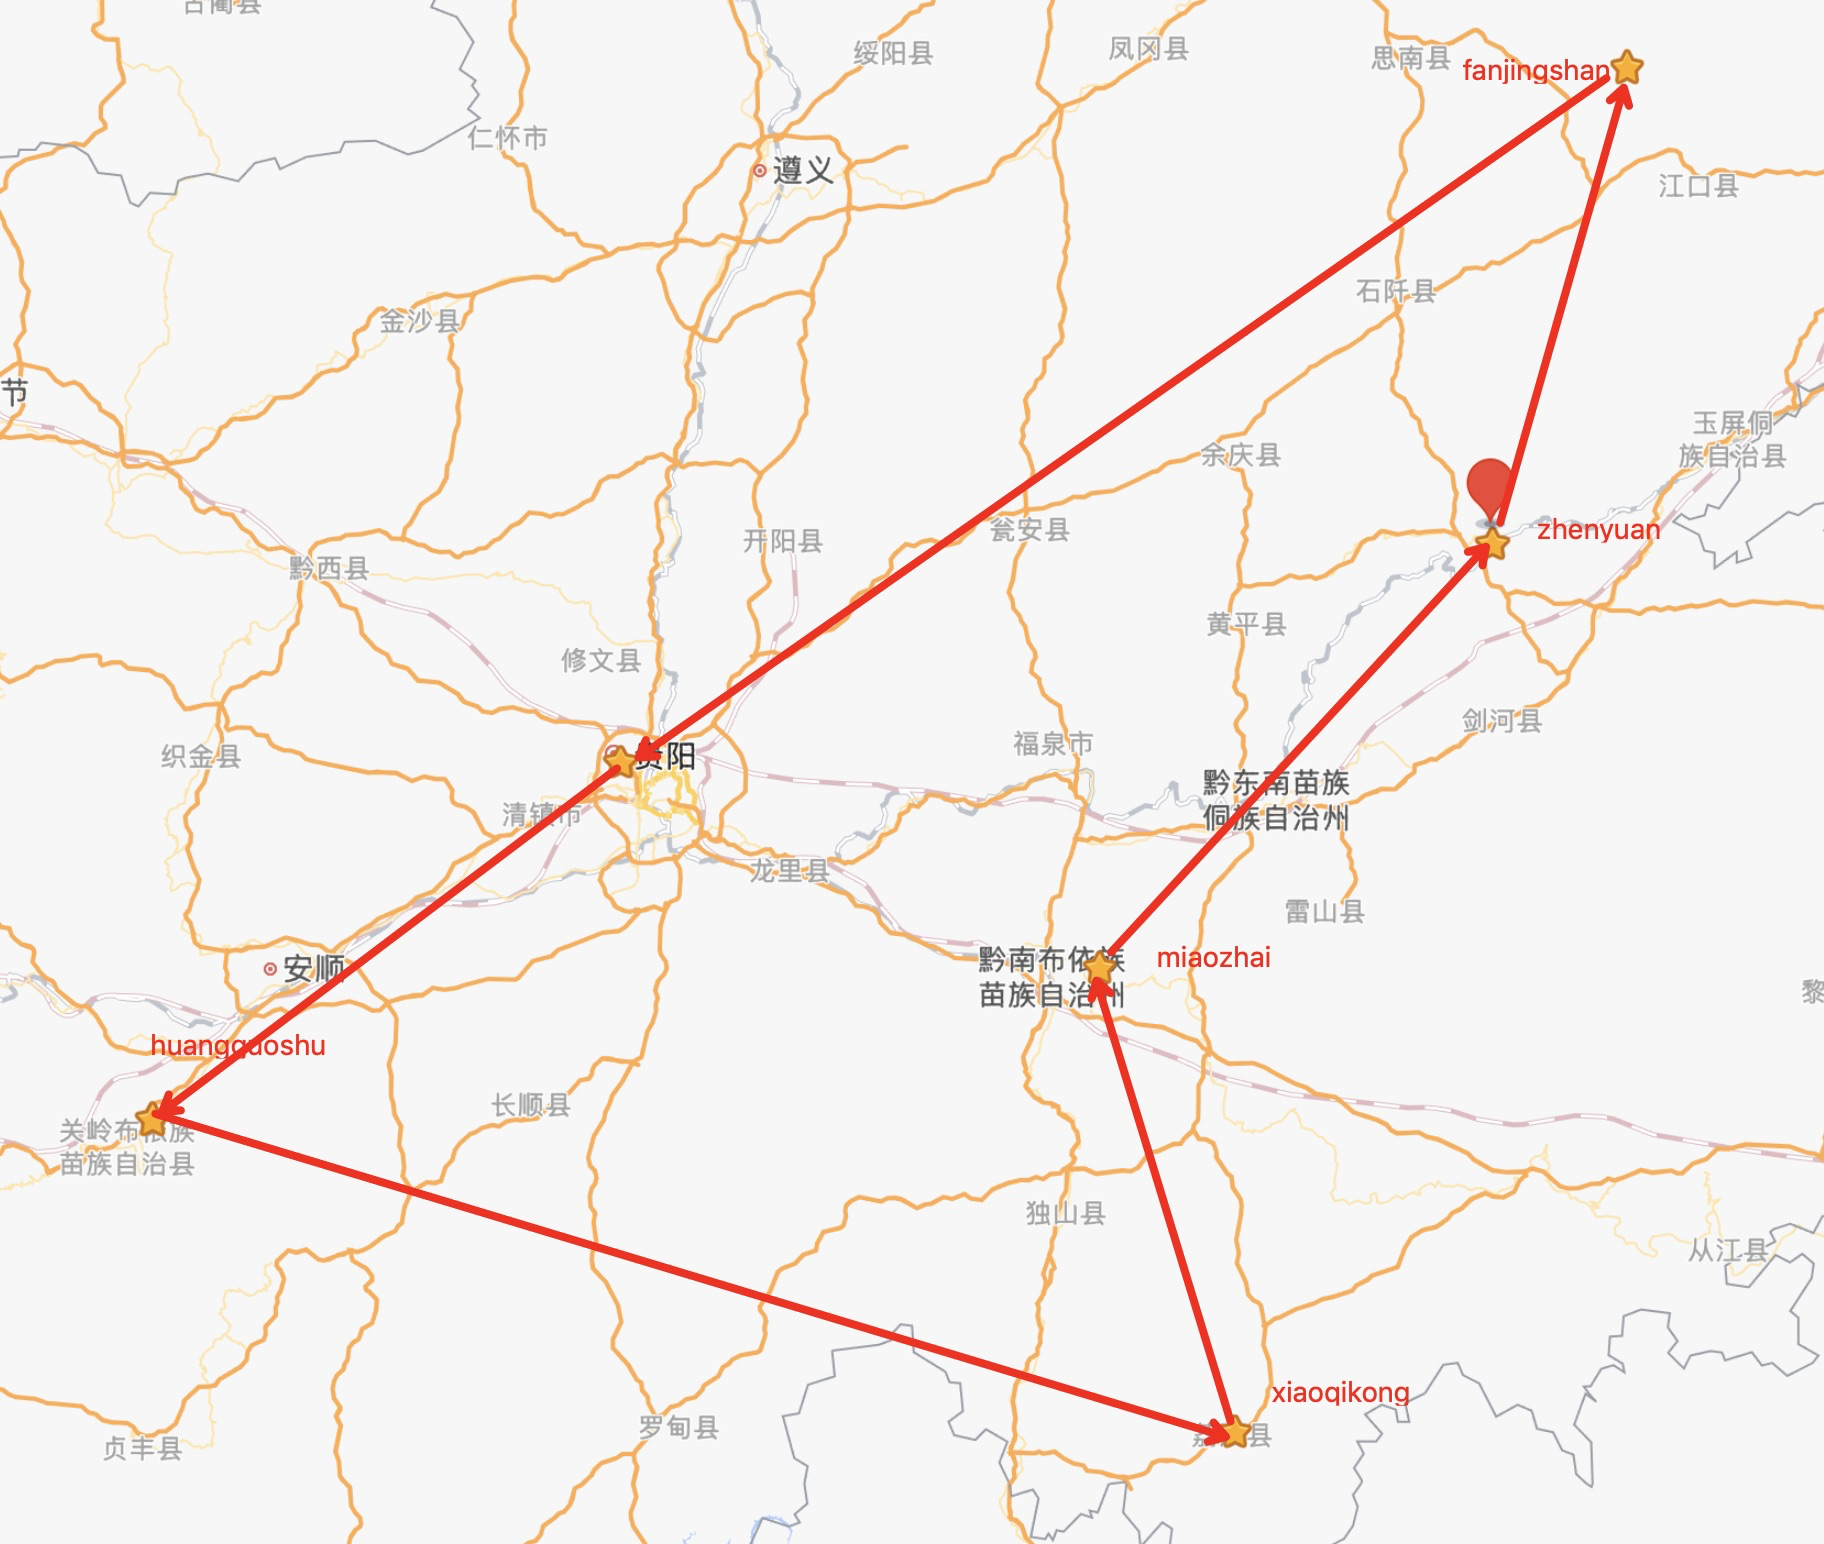 古蔺县
绥阳县
凤冈县
思南县
fanjingshan
仁怀市
遵义
江口县
石阡县
金沙县
节
玉屏侗
族自治县
余庆县
瓮安县
zhenyuan
开阳县
黔西县
黄平县
修文县
剑河县
福泉市
织金县
贵阳
黔东南苗族
侗族自治州
清镇市
龙里县
雷山县
安顺
黔南布依族
苗族自治州
miaozhai
黎
huangguoshu
长顺县
关岭布依族
苗族自治县
独山县
从江县
xiaoqikong
罗甸县
县
贞丰县